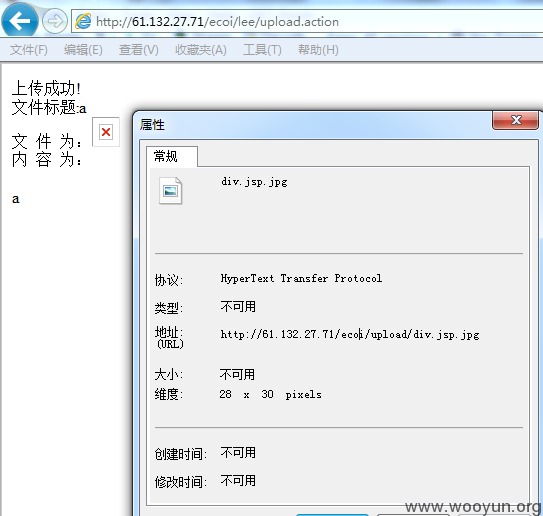 http://61.132.27.71/ecoi/lee/upload.action
文件(F) 编辑(E) 查看(V) 收藏夹(A) 工具(T) 帮助(H)
上传成功!
文件标题:a
文 件 为:
内 容 为:
a
属性
常规
div.jsp.jpg
协议: HyperText Transfer Protocol
类型: 不可用
地址: http://61.132.27.71/ecoi/upload/div.jsp.jpg
(URL)
大小: 不可用
维度: 28 x 30 pixels
创建时间: 不可用
修改时间: 不可用
www.wooyun.org